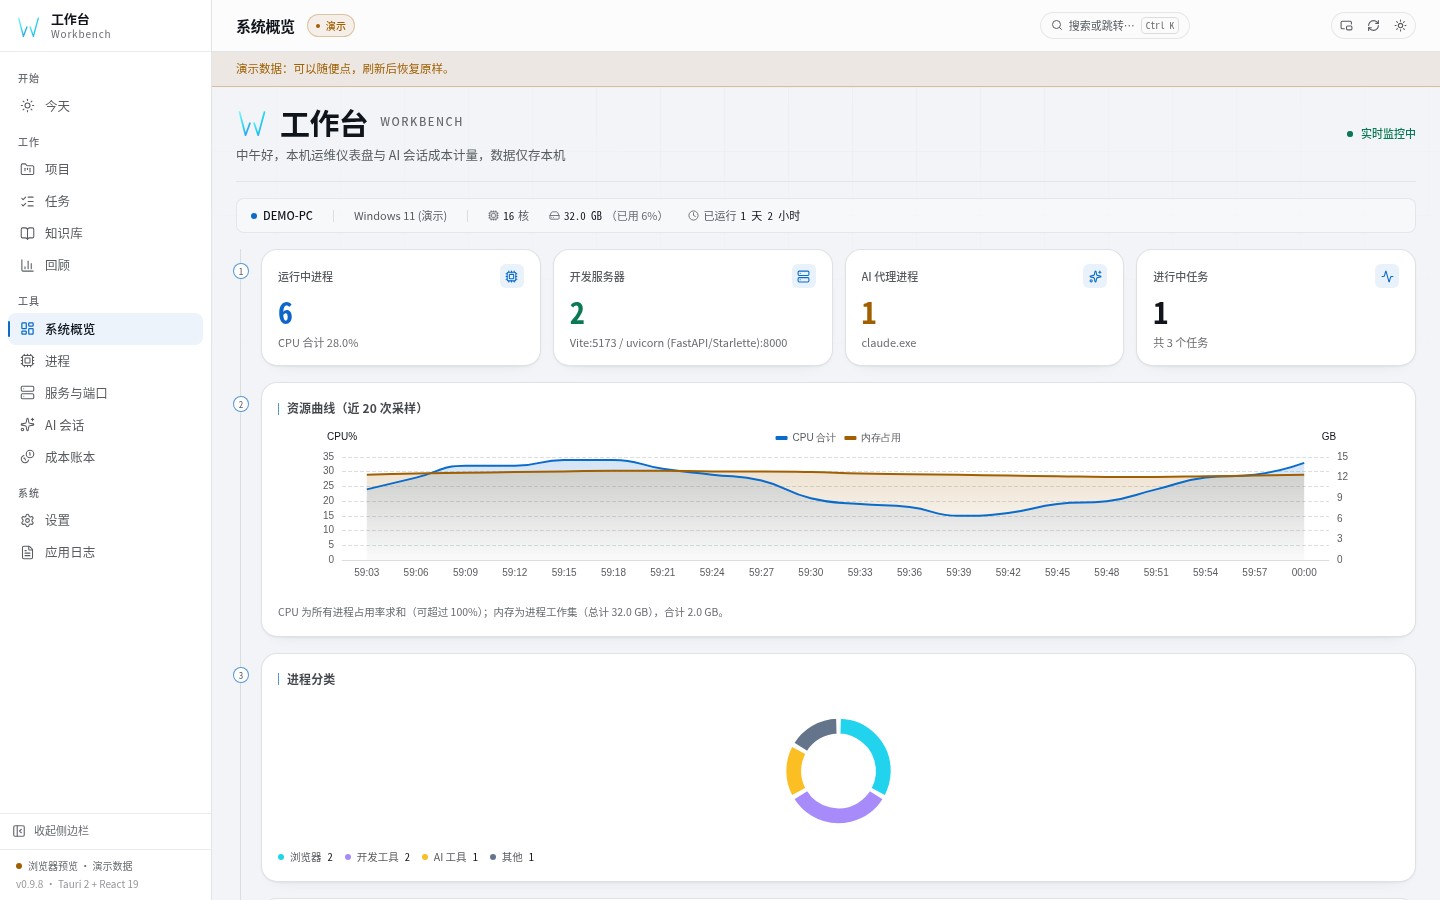 工作台
Workbench
开始
今天
工作
项目
任务
知识库
回顾
工具
系统概览
进程
服务与端口
AI 会话
成本账本
系统
设置
应用日志
收起侧边栏
浏览器预览 · 演示数据
v0.9.8 · Tauri 2 + React 19
系统概览
演示
搜索或跳转… Ctrl K
演示数据：可以随便点，刷新后恢复原样。
工作台 WORKBENCH
中午好，本机运维仪表盘与 AI 会话成本计量，数据仅存本机
实时监控中
DEMO-PC Windows 11 (演示) 16 核 32.0 GB （已用 6%） 已运行 1 天 2 小时
1
运行中进程
6
CPU 合计 28.0%
开发服务器
2
Vite:5173 / uvicorn (FastAPI/Starlette):8000
AI 代理进程
1
claude.exe
进行中任务
1
共 3 个任务
2
资源曲线（近 20 次采样）
CPU% CPU 合计 内存占用 GB
35 15
30 12
25 9
20
15 6
10 3
5
0 0
59:03 59:06 59:09 59:12 59:15 59:18 59:21 59:24 59:27 59:30 59:33 59:36 59:39 59:42 59:45 59:48 59:51 59:54 59:57 00:00
CPU 为所有进程占用率求和（可超过 100%）；内存为进程工作集（总计 32.0 GB），合计 2.0 GB。
3
进程分类
浏览器 2 开发工具 2 AI 工具 1 其他 1